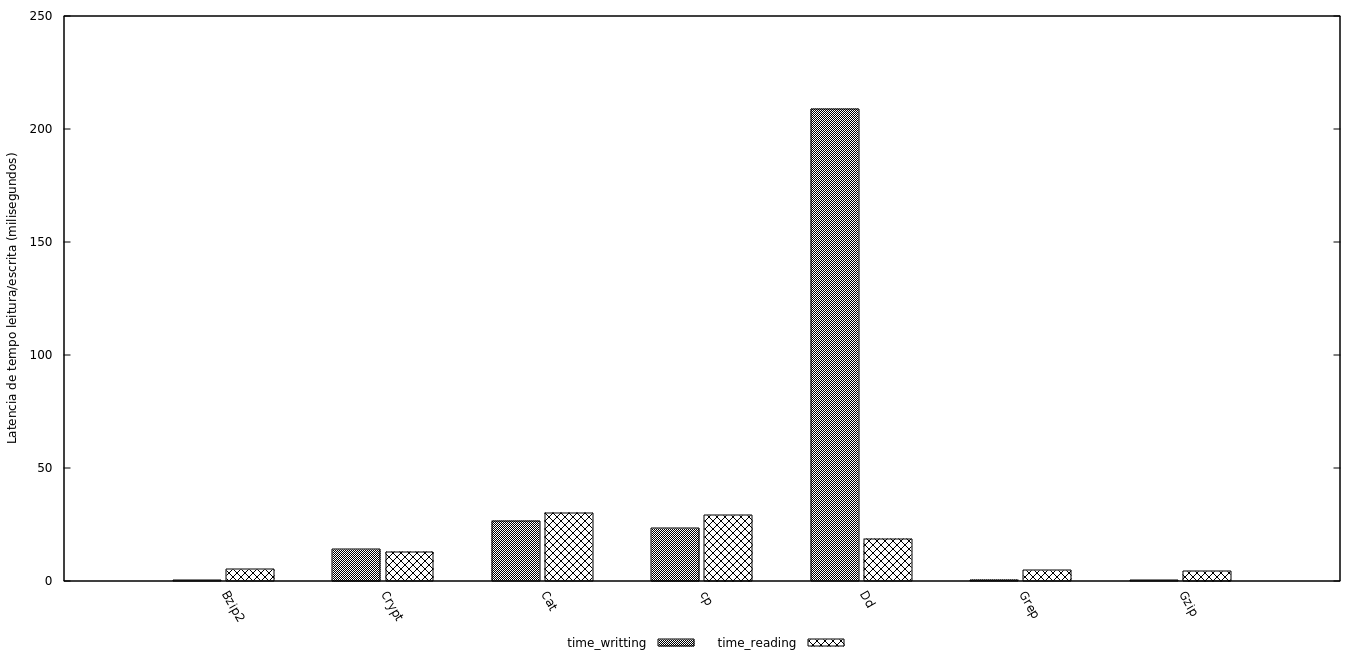 250
200
150
100
50
0
Latencia de tempo leitura/escrita (milisegundos)
Bzip2
Crypt
Cat
cp
Dd
Grep
Gzip
time_writting
time_reading